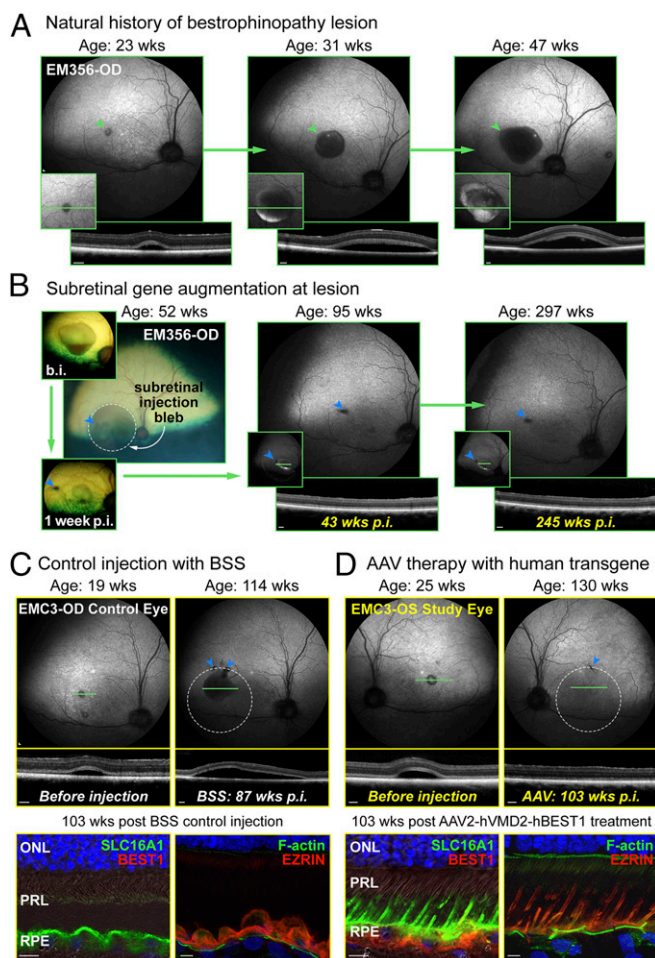 A Natural history of bestrophinopathy lesion
Age: 23 wks Age: 31 wks Age: 47 wks
EM356-OD
B Subretinal gene augmentation at lesion
Age: 52 wks Age: 95 wks Age: 297 wks
EM356-OD
b.i.
subretinal
injection
bleb
1 week p.i.
43 wks p.i. 245 wks p.i.
C Control injection with BSS
Age: 19 wks Age: 114 wks
EMC3-OD Control Eye
Before injection BSS: 87 wks p.i.
103 wks post BSS control injection
ONL SLC16A1 F-actin
BEST1 EZRIN
PRL
RPE
D AAV therapy with human transgene
Age: 25 wks Age: 130 wks
EMC3-OS Study Eye
Before injection AAV: 103 wks p.i.
103 wks post AAV2-hVMD2-hBEST1 treatment
ONL SLC16A1 F-actin
BEST1 EZRIN
PRL
RPE